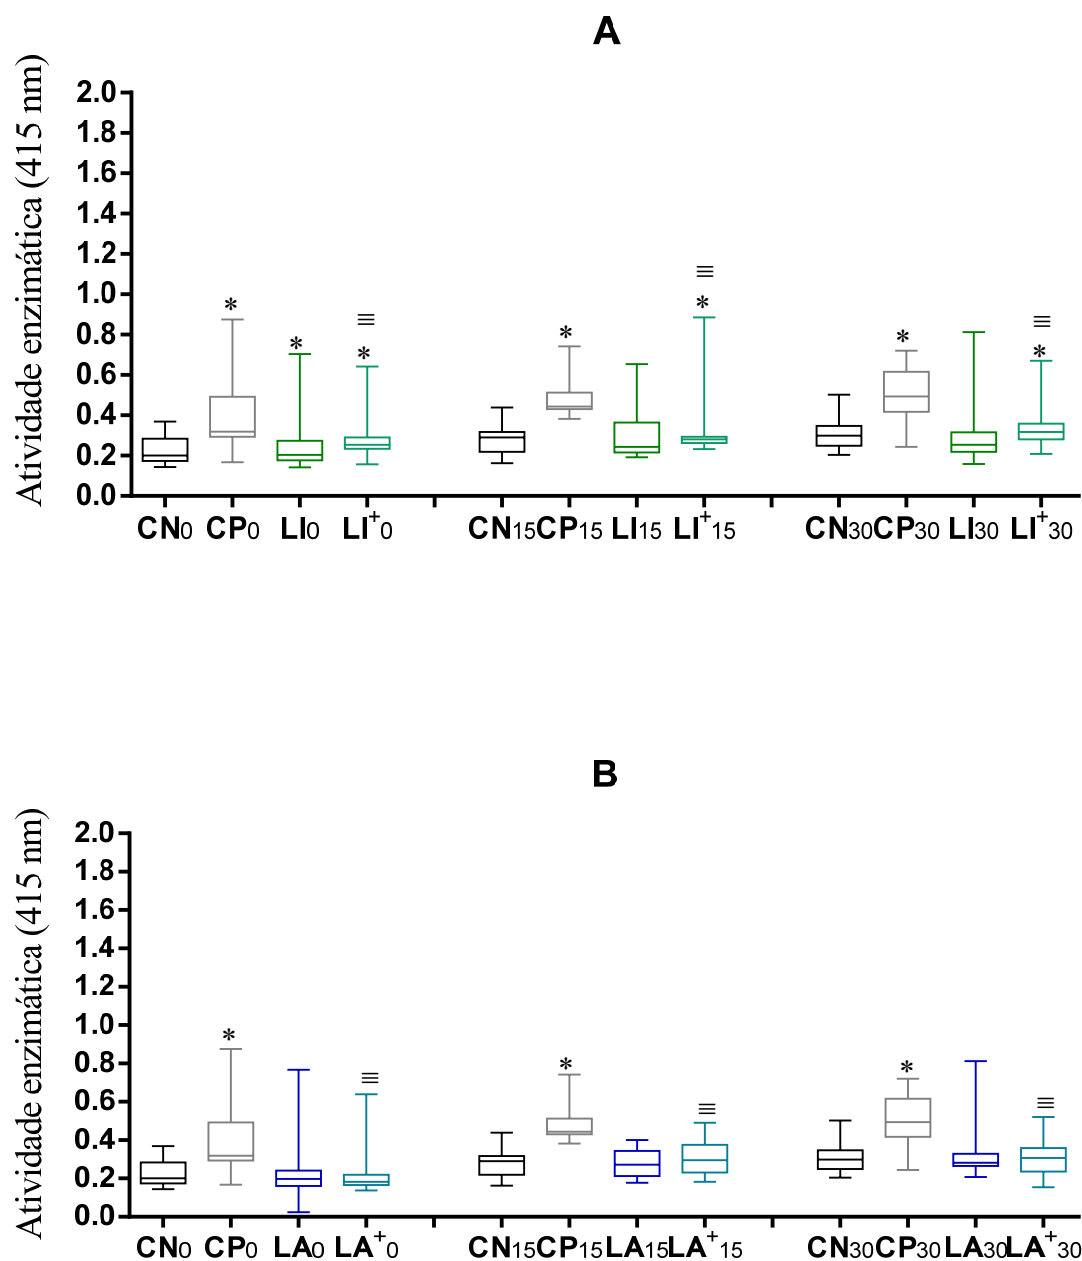 A
Atividade enzimática (415 nm)
2.0
1.8
1.6
1.4
1.2
1.0
0.8
0.6
0.4
0.2
0.0
* * * ≡ * * ≡ * * ≡
CN0 CP0 LI0 LI+0 CN15 CP15 LI15 LI+15 CN30 CP30 LI30 LI+30
B
Atividade enzimática (415 nm)
2.0
1.8
1.6
1.4
1.2
1.0
0.8
0.6
0.4
0.2
0.0
* ≡ * ≡ * ≡
CN0 CP0 LA0 LA+0 CN15 CP15 LA15 LA+15 CN30 CP30 LA30 LA+30